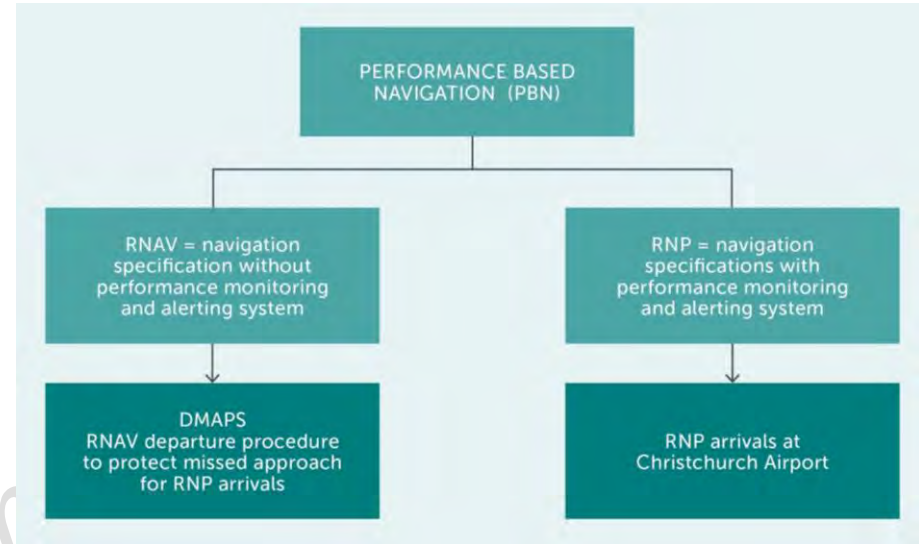 PERFORMANCE BASED
NAVIGATION (PBN)
RNAV = navigation
specification without
performance monitoring
and alerting system
RNP = navigation
specifications with
performance monitoring
and alerting system
DMAPS
RNAV departure procedure
to protect missed approach
for RNP arrivals
RNP arrivals at
Christchurch Airport